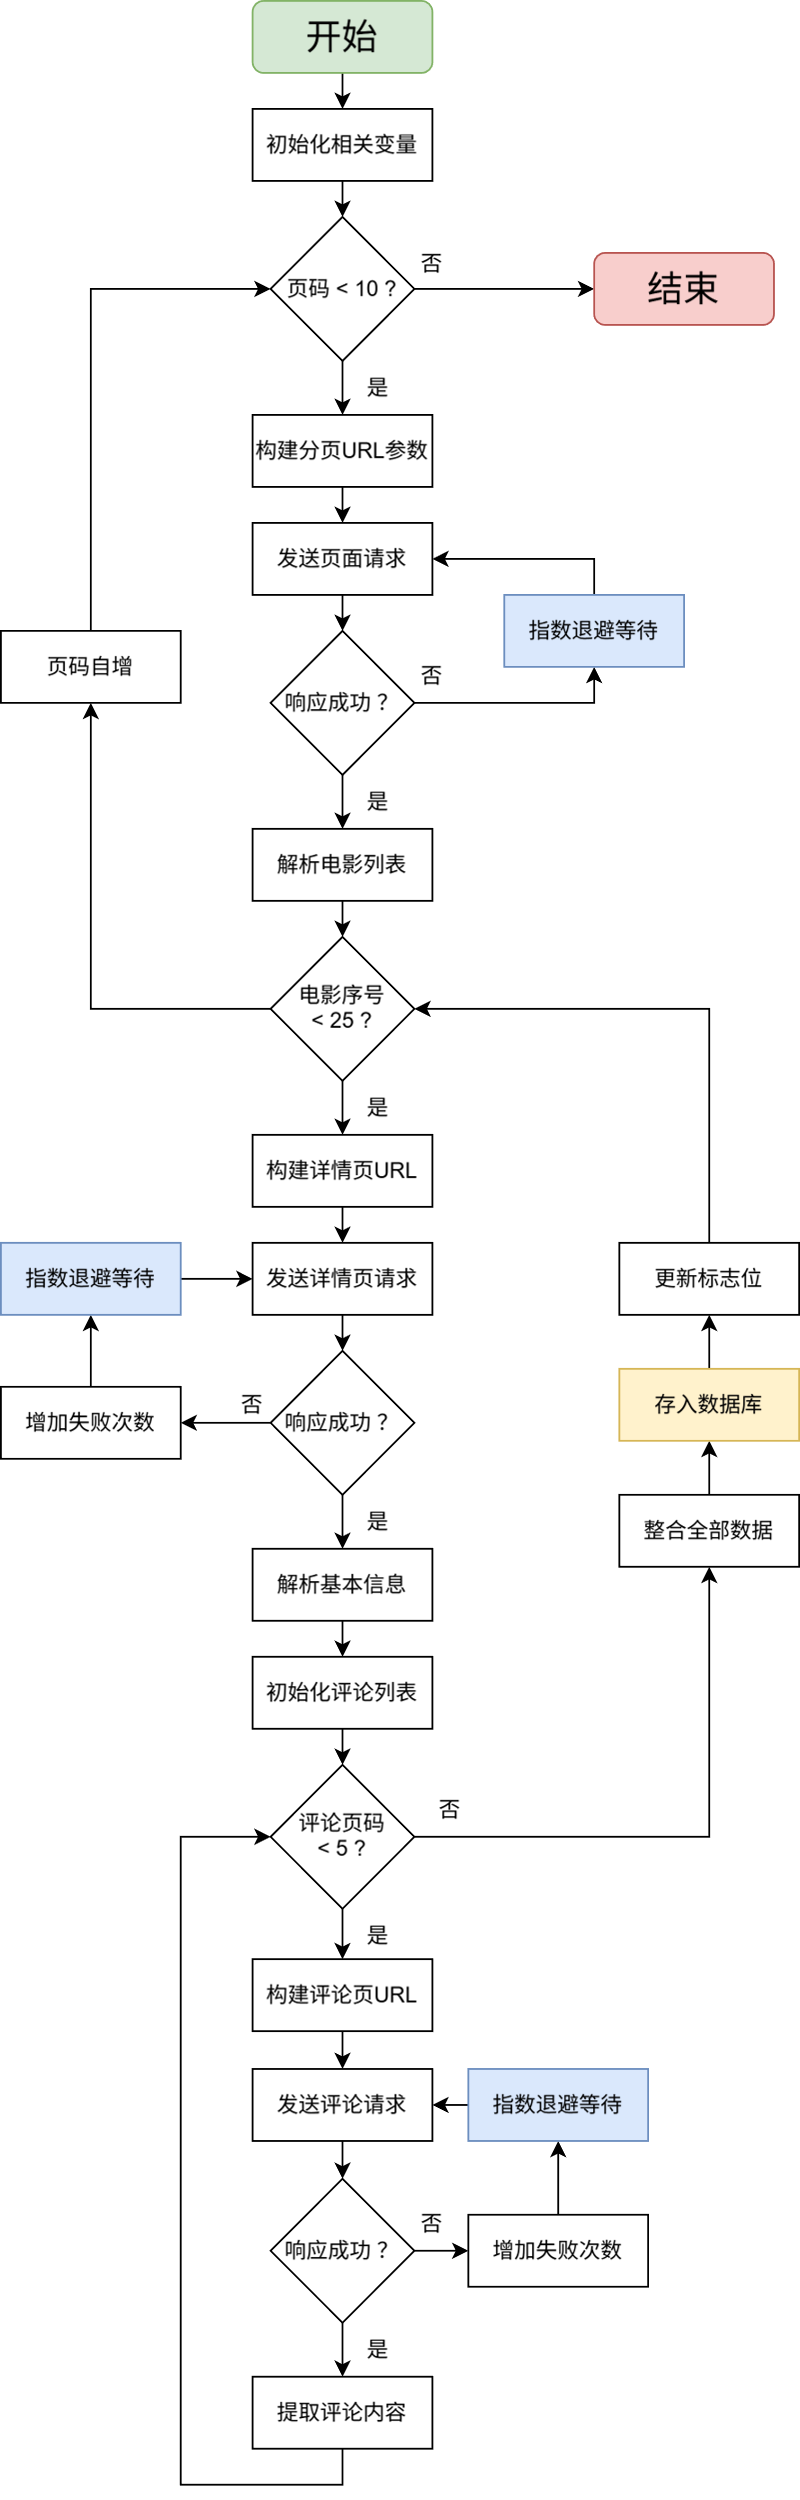 开始
初始化相关变量
页码 < 10 ?
否
结束
是
构建分页URL参数
发送页面请求
指数退避等待
页码自增
响应成功？
否
是
解析电影列表
电影序号
< 25 ?
是
构建详情页URL
指数退避等待
发送详情页请求
更新标志位
增加失败次数
否
响应成功？
存入数据库
是
整合全部数据
解析基本信息
初始化评论列表
评论页码
< 5 ?
否
是
构建评论页URL
发送评论请求
指数退避等待
响应成功？
否
增加失败次数
是
提取评论内容